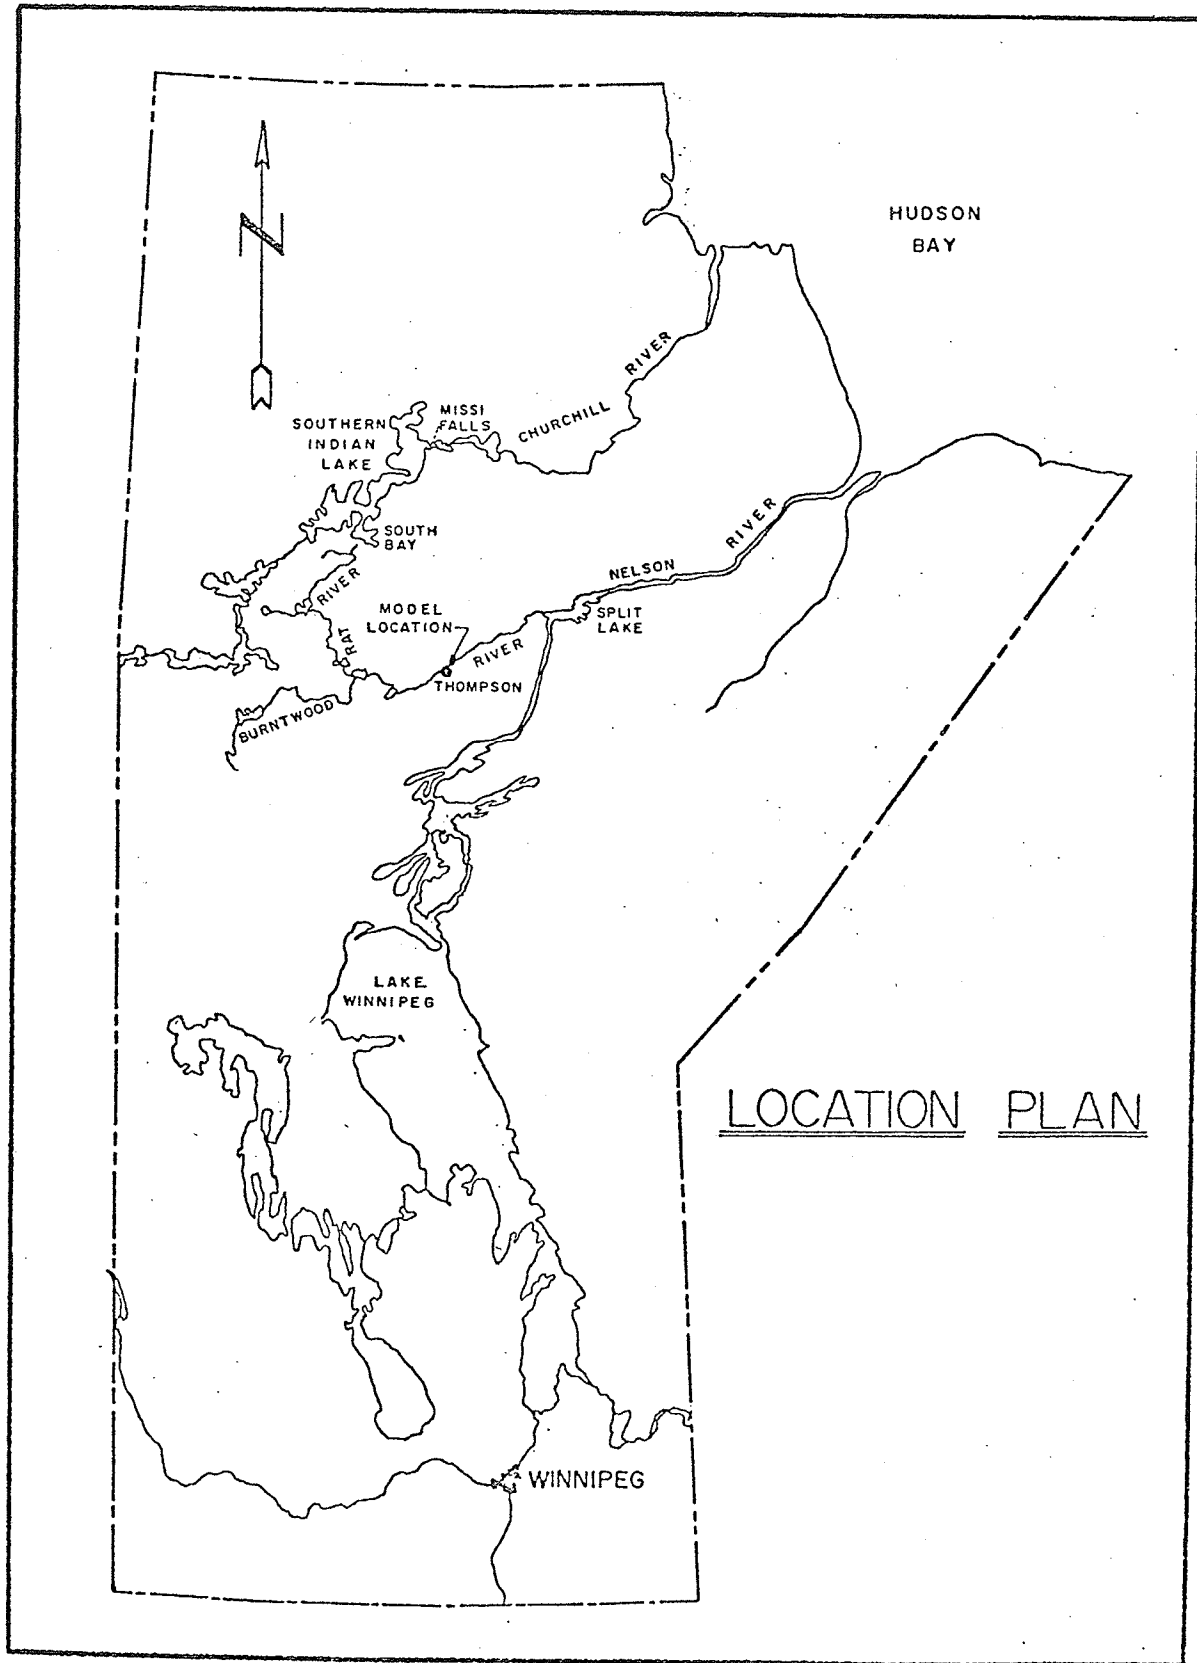 N
HUDSON
BAY
SOUTHERN
INDIAN
LAKE
MISSI
FALLS
CHURCHILL RIVER
SOUTH
BAY
RAT RIVER
MODEL
LOCATION
NELSON RIVER
SPLIT
LAKE
THOMPSON
BURNTWOOD RIVER
LAKE
WINNIPEG
LOCATION PLAN
WINNIPEG